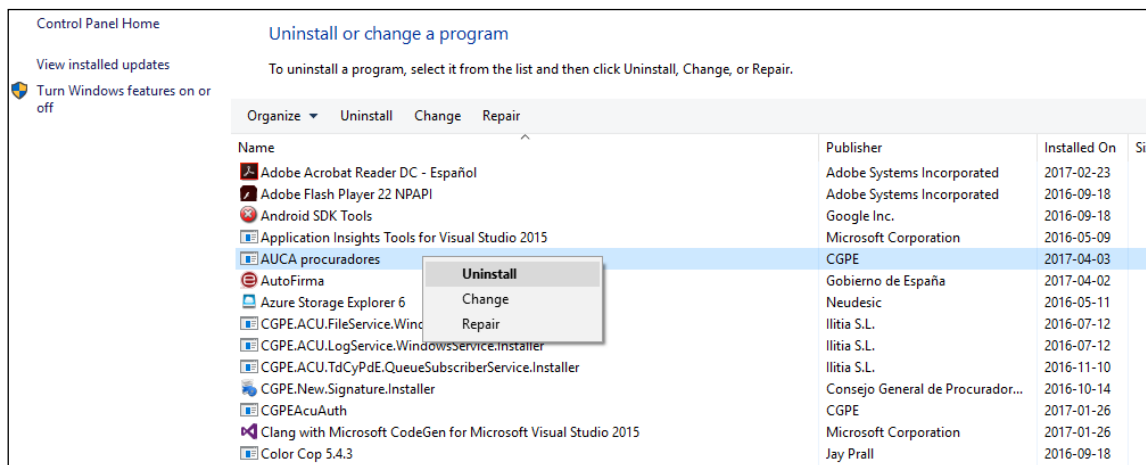 Control Panel Home
View installed updates
Turn Windows features on or
off
Uninstall or change a program
To uninstall a program, select it from the list and then click Uninstall, Change, or Repair.
Organize Uninstall Change Repair
Name Publisher Installed On Si
Adobe Acrobat Reader DC - Español Adobe Systems Incorporated 2017-02-23
Adobe Flash Player 22 NPAPI Adobe Systems Incorporated 2016-09-18
Android SDK Tools Google Inc. 2016-09-18
Application Insights Tools for Visual Studio 2015 Microsoft Corporation 2016-05-09
AUCA procuradores CGPE 2017-04-03
AutoFirma Gobierno de España 2017-04-02
Azure Storage Explorer 6 Neudesic 2016-05-11
CGPE.ACU.FileService.Winc Ilitia S.L. 2016-07-12
CGPE.ACU.LogService.WindowsService.Installer Ilitia S.L. 2016-07-12
CGPE.ACU.TdCyPdE.QueueSubscriberService.Installer Ilitia S.L. 2016-11-10
CGPE.New.Signature.Installer Consejo General de Procurador... 2016-10-14
CGPEAcuAuth CGPE 2017-01-26
Clang with Microsoft CodeGen for Microsoft Visual Studio 2015 Microsoft Corporation 2017-01-26
Color Cop 5.4.3 Jay Prall 2016-09-18
Uninstall
Change
Repair